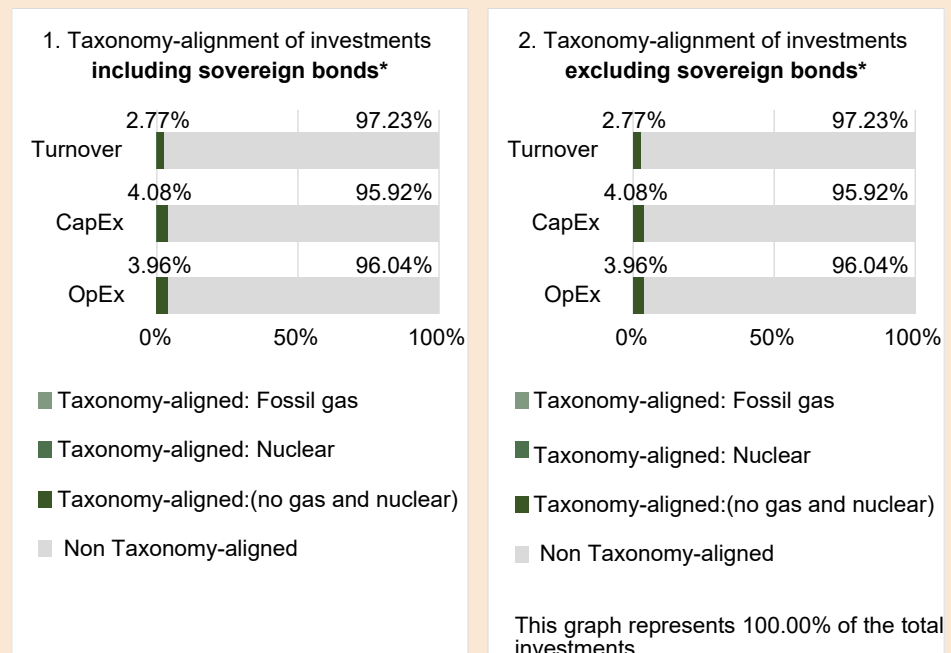 1. Taxonomy-alignment of investments
including sovereign bonds*
2.77% 97.23%
Turnover
4.08% 95.92%
CapEx
3.96% 96.04%
OpEx
0% 50% 100%
Taxonomy-aligned: Fossil gas
Taxonomy-aligned: Nuclear
Taxonomy-aligned:(no gas and nuclear)
Non Taxonomy-aligned
2. Taxonomy-alignment of investments
excluding sovereign bonds*
2.77% 97.23%
Turnover
4.08% 95.92%
CapEx
3.96% 96.04%
OpEx
0% 50% 100%
Taxonomy-aligned: Fossil gas
Taxonomy-aligned: Nuclear
Taxonomy-aligned:(no gas and nuclear)
Non Taxonomy-aligned
This graph represents 100.00% of the total
investments